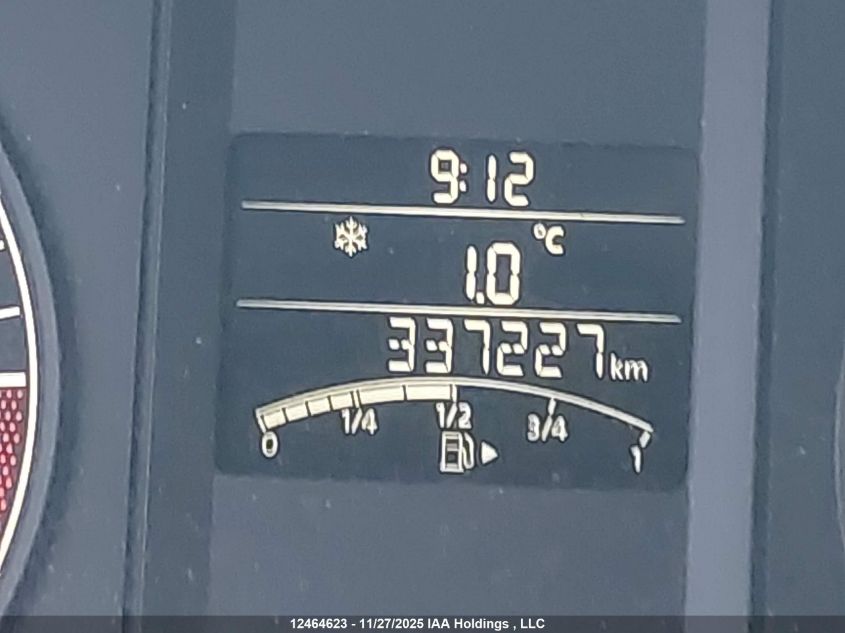 9:12
°C
1.0
337227km
0 1/4 1/2 3/4 1
12464623 - 11/27/2025 IAA Holdings , LLC